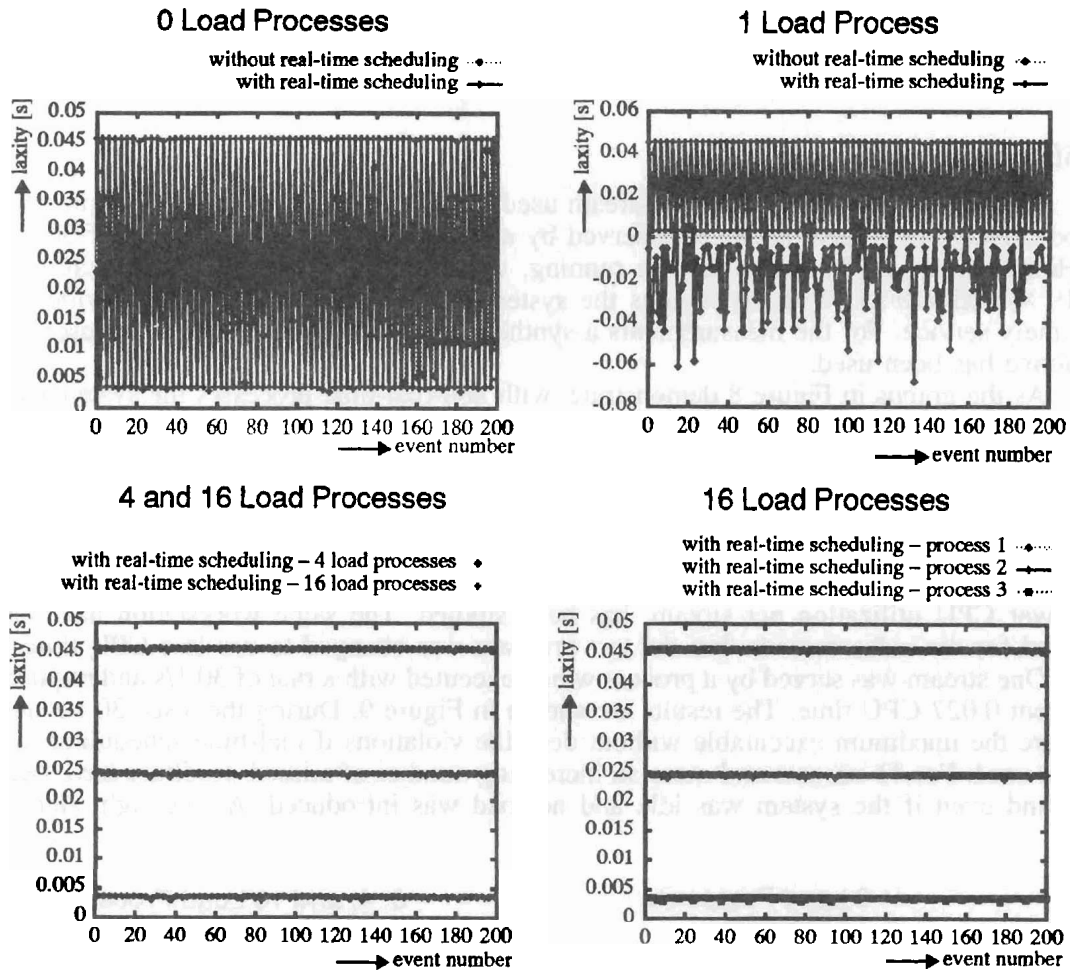 0 Load Processes
without real-time scheduling
with real-time scheduling
laxity [s]
0.05
0.045
0.04
0.035
0.03
0.025
0.02
0.015
0.01
0.005
0
0 20 40 60 80 100 120 140 160 180 200
event number
1 Load Process
without real-time scheduling
with real-time scheduling
laxity [s]
0.06
0.04
0.02
0
-0.02
-0.04
-0.06
-0.08
0 20 40 60 80 100 120 140 160 180 200
event number
4 and 16 Load Processes
with real-time scheduling – 4 load processes
with real-time scheduling – 16 load processes
laxity [s]
0.05
0.045
0.04
0.035
0.03
0.025
0.02
0.015
0.01
0.005
0
0 20 40 60 80 100 120 140 160 180 200
event number
16 Load Processes
with real-time scheduling – process 1
with real-time scheduling – process 2
with real-time scheduling – process 3
laxity [s]
0.05
0.045
0.04
0.035
0.03
0.025
0.02
0.015
0.01
0.005
0
0 20 40 60 80 100 120 140 160 180 200
event number